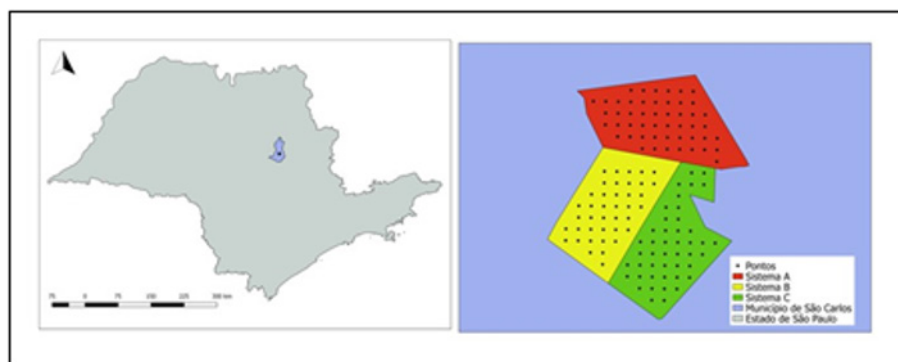 75 0 75 150 225 300 km
Pontos
Sistema A
Sistema B
Sistema C
Município de São Carlos
Estado de São Paulo